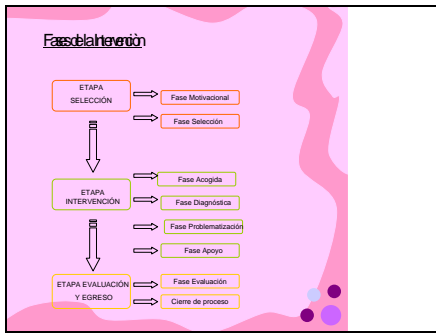 Fases de la Intervenciòn
ETAPA
SELECCIÓN
Fase Motivacional
Fase Selección
ETAPA
INTERVENCIÓN
Fase Acogida
Fase Diagnóstica
Fase Problematización
Fase Apoyo
ETAPA EVALUACIÓN
Y EGRESO
Fase Evaluación
Cierre de proceso